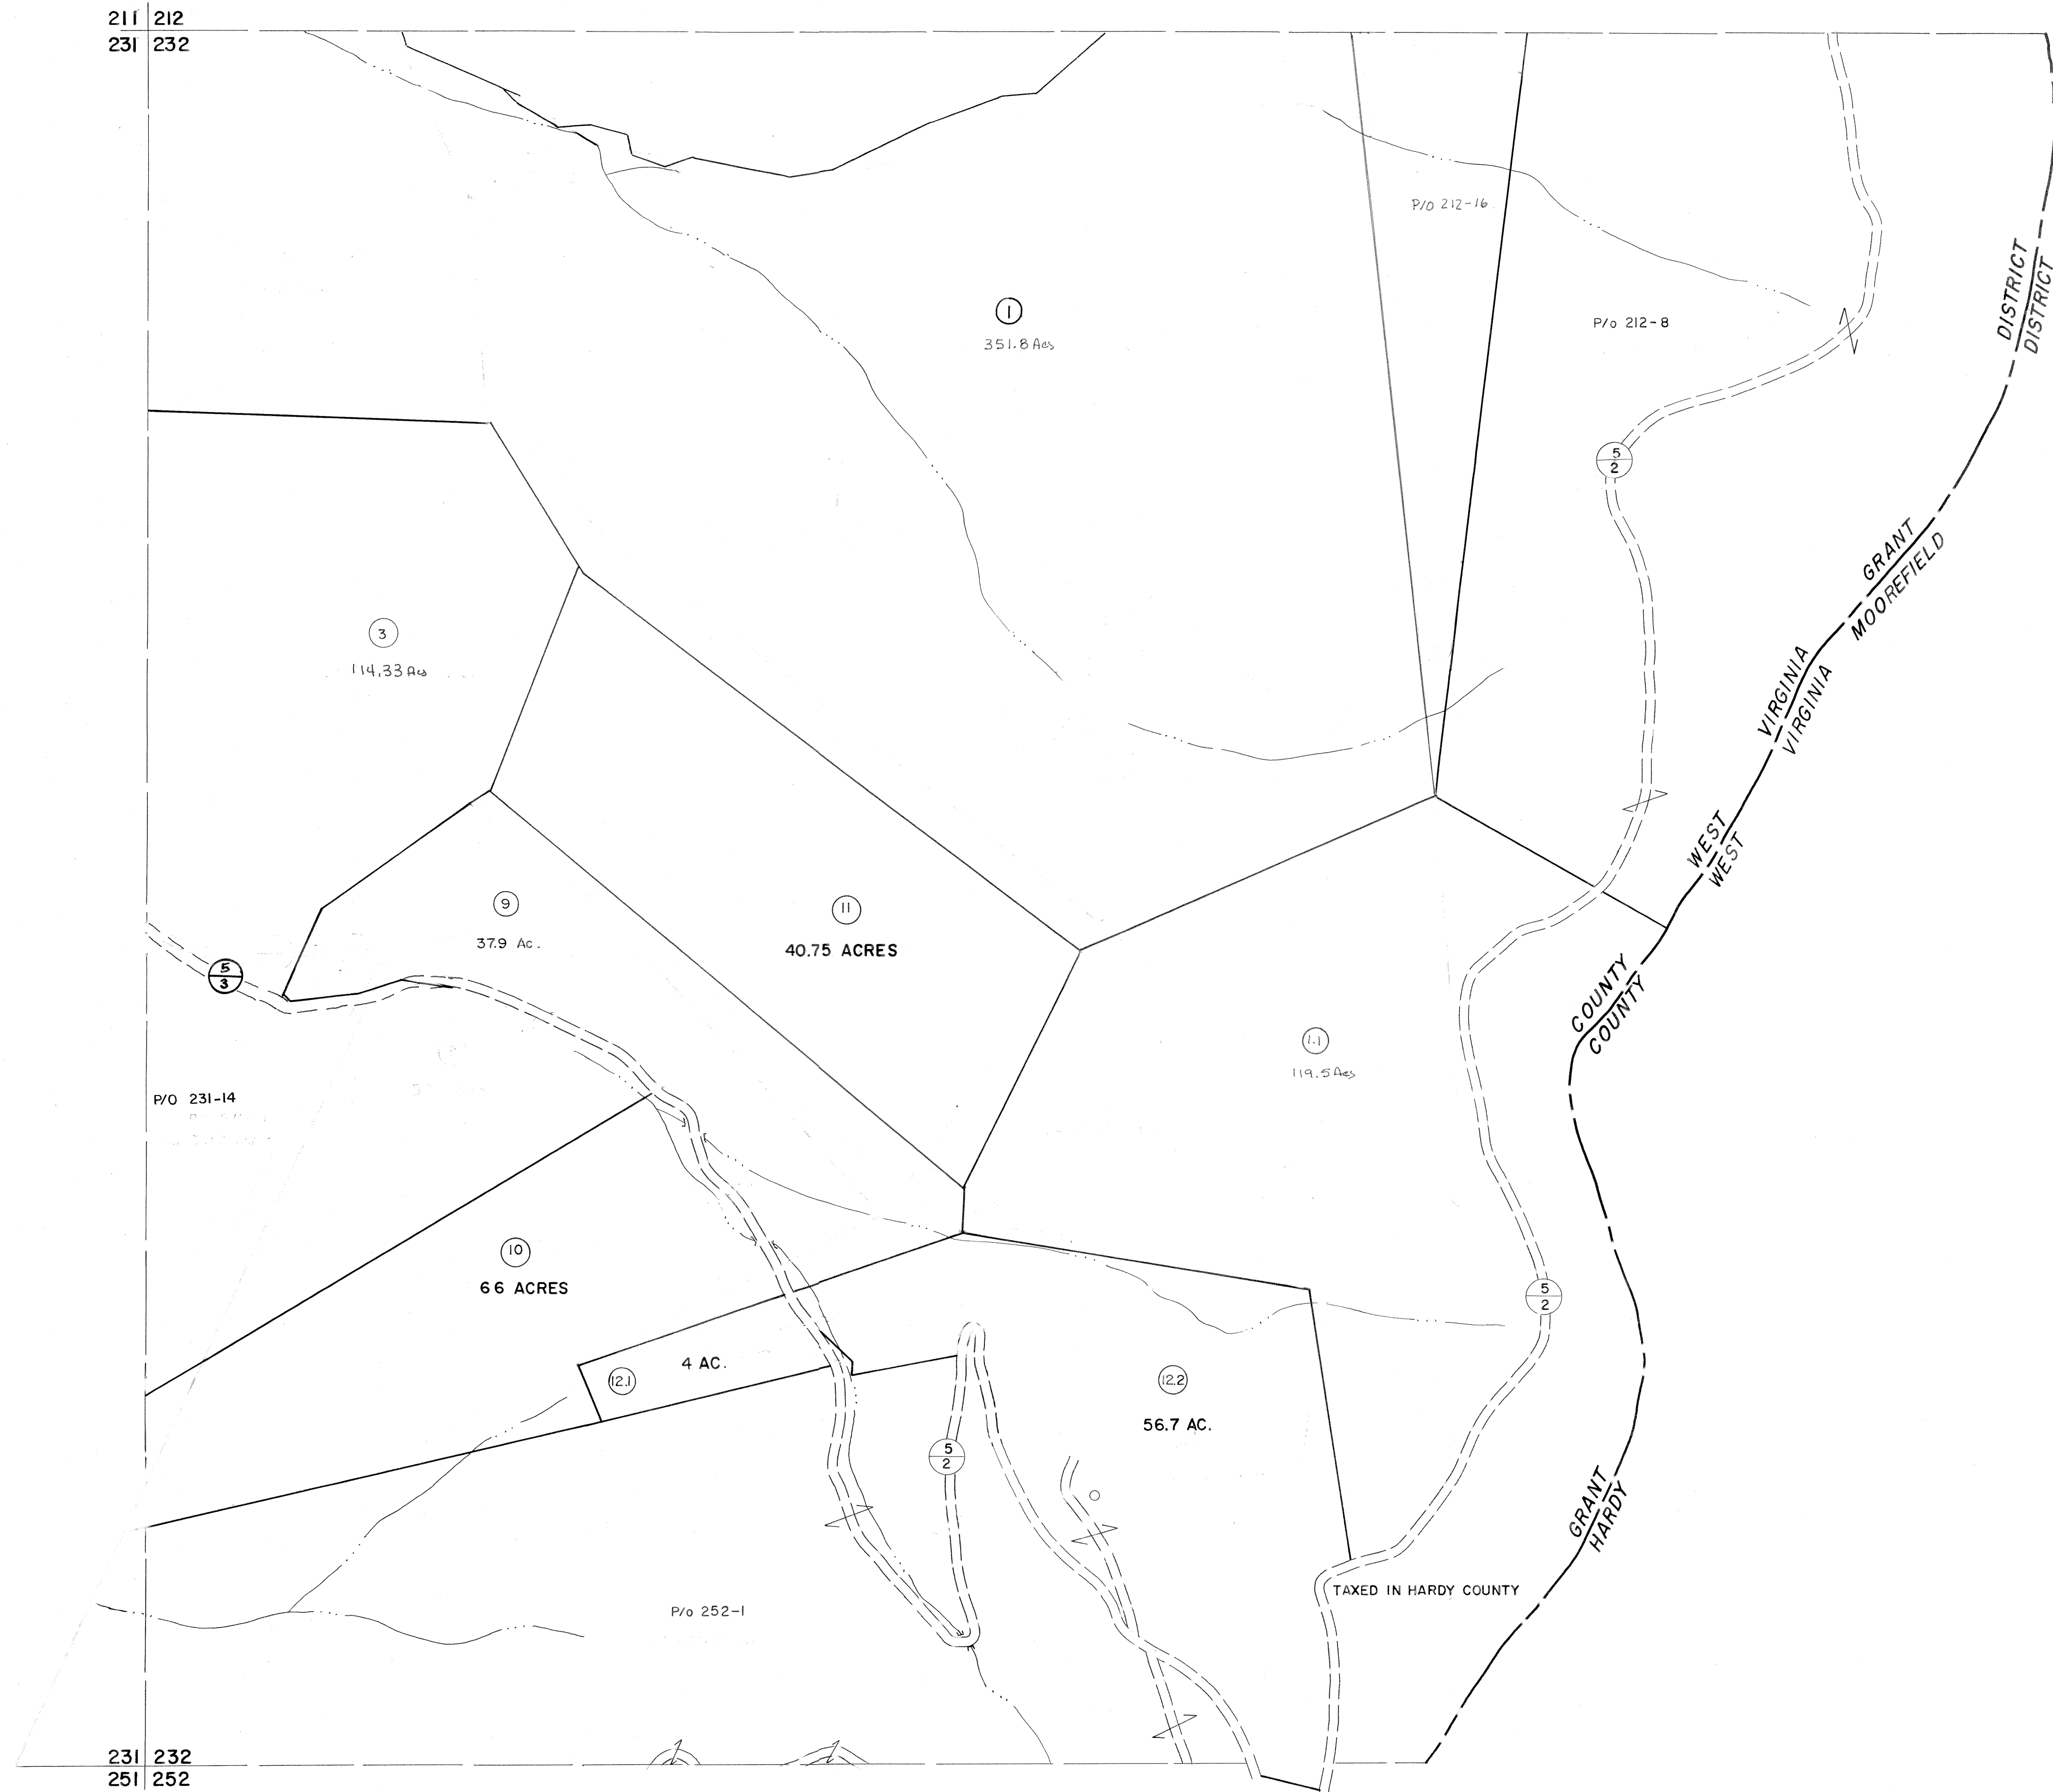 211 212
231 232
P/O 212-16
1
351.8 Acs
P/o 212-8
DISTRICT
DISTRICT
5
2
GRANT
MOOREFIELD
3
114.33 Acs
VIRGINIA
VIRGINIA
WEST
WEST
9
37.9 Ac.
11
40.75 ACRES
5
3
COUNTY
COUNTY
1.1
119.5 Acs
P/O 231-14
10
66 ACRES
5
2
12.1
4 AC.
12.2
56.7 AC.
5
2
GRANT
HARDY
TAXED IN HARDY COUNTY
P/o 252-1
231 232
251 252